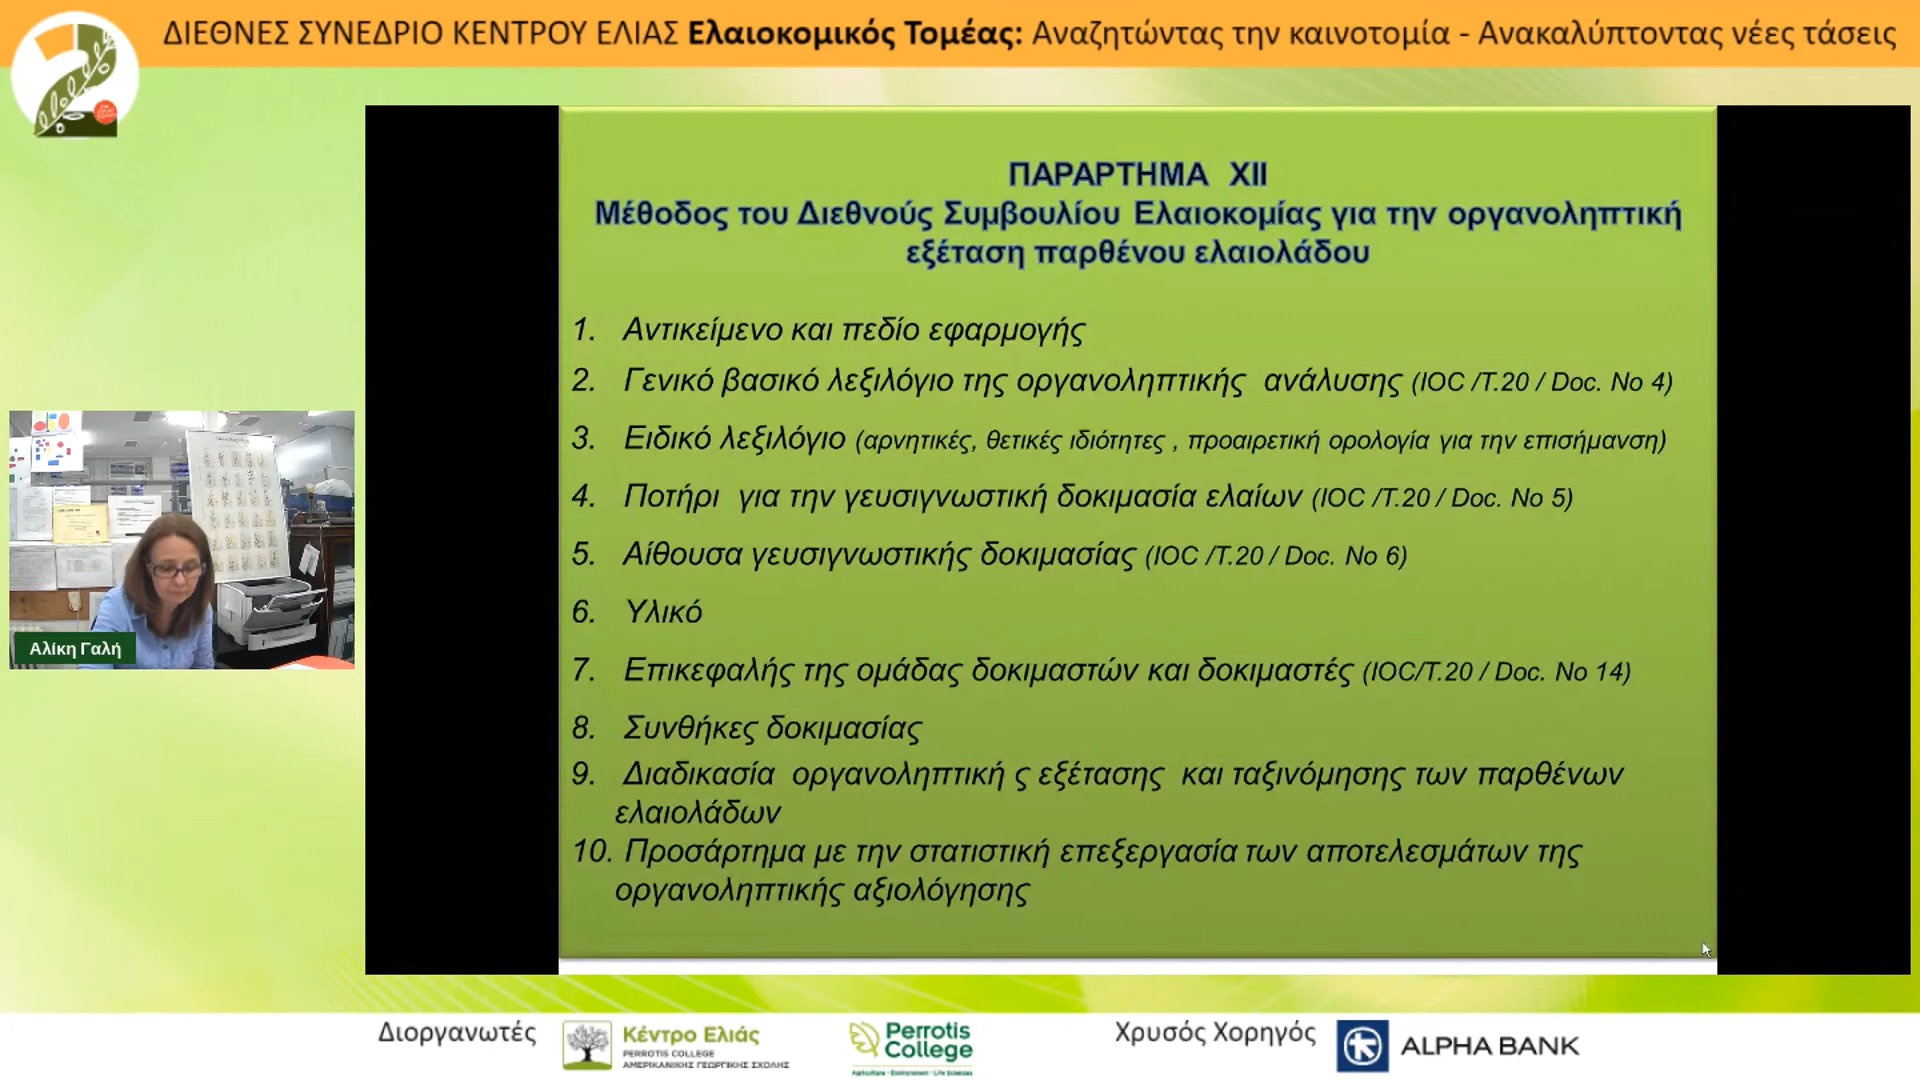 ΔΙΕΘΝΕΣ ΣΥΝΕΔΡΙΟ ΚΕΝΤΡΟΥ ΕΛΙΑΣ Ελαιοκομικός Τομέας: Αναζητώντας την καινοτομία - Ανακαλύπτοντας νέες τάσεις
ΠΑΡΑΡΤΗΜΑ XII
Μέθοδος του Διεθνούς Συμβουλίου Ελαιοκομίας για την οργανοληπτική
εξέταση παρθένου ελαιολάδου
1. Αντικείμενο και πεδίο εφαρμογής
2. Γενικό βασικό λεξιλόγιο της οργανοληπτικής ανάλυσης (IOC /T.20 / Doc. No 4)
3. Ειδικό λεξιλόγιο (αρνητικές, θετικές ιδιότητες , προαιρετική ορολογία για την επισήμανση)
4. Ποτήρι για την γευσιγνωστική δοκιμασία ελαίων (IOC /T.20 / Doc. No 5)
5. Αίθουσα γευσιγνωστικής δοκιμασίας (IOC /T.20 / Doc. No 6)
6. Υλικό
7. Επικεφαλής της ομάδας δοκιμαστών και δοκιμαστές (IOC/T.20 / Doc. No 14)
8. Συνθήκες δοκιμασίας
9. Διαδικασία οργανοληπτική ς εξέτασης και ταξινόμησης των παρθένων
ελαιολάδων
10. Προσάρτημα με την στατιστική επεξεργασία των αποτελεσμάτων της
οργανοληπτικής αξιολόγησης
Αλίκη Γαλή
Διοργανωτές
Κέντρο Ελιάς
PERROTIS COLLEGE
ΑΜΕΡΙΚΑΝΙΚΗΣ ΓΕΩΡΓΙΚΗΣ ΣΧΟΛΗΣ
Perrotis
College
Agriculture · Environment · Life Sciences
Χρυσός Χορηγός
ALPHA BANK